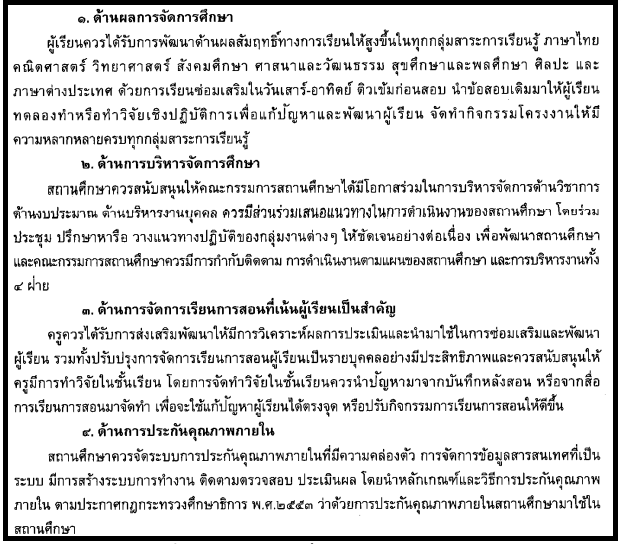 ๑. ด้านผลการจัดการศึกษา
ผู้เรียนควรได้รับการพัฒนาด้านผลสัมฤทธิ์ทางการเรียนให้สูงขึ้นในทุกกลุ่มสาระการเรียนรู้ ภาษาไทย
คณิตศาสตร์ วิทยาศาสตร์ สังคมศึกษา ศาสนาและวัฒนธรรม สุขศึกษาและพลศึกษา ศิลปะ และ
ภาษาต่างประเทศ ด้วยการเรียนซ่อมเสริมในวันเสาร์-อาทิตย์ ติวเข้มก่อนสอบ นำข้อสอบเดิมมาให้ผู้เรียน
ทดลองทำหรือทำวิจัยเชิงปฏิบัติการเพื่อแก้ปัญหาและพัฒนาผู้เรียน จัดทำกิจกรรมโครงงานให้มี
ความหลากหลายครบทุกกลุ่มสาระการเรียนรู้
๒. ด้านการบริหารจัดการศึกษา
สถานศึกษาควรสนับสนุนให้คณะกรรมการสถานศึกษาได้มีโอกาสร่วมในการบริหารจัดการด้านวิชาการ
ด้านงบประมาณ ด้านบริหารงานบุคคล ควรมีส่วนร่วมเสนอแนวทางในการดำเนินงานของสถานศึกษา โดยร่วม
ประชุม ปรึกษาหารือ วางแนวทางปฏิบัติของกลุ่มงานต่างๆ ให้ชัดเจนอย่างต่อเนื่อง เพื่อพัฒนาสถานศึกษา
และคณะกรรมการสถานศึกษาควรมีการกำกับติดตาม การดำเนินงานตามแผนของสถานศึกษา และการบริหารงานทั้ง
๔ ฝ่าย
๓. ด้านการจัดการเรียนการสอนที่เน้นผู้เรียนเป็นสำคัญ
ครูควรได้รับการส่งเสริมพัฒนาให้มีการวิเคราะห์ผลการประเมินและนำมาใช้ในการซ่อมเสริมและพัฒนา
ผู้เรียน รวมทั้งปรับปรุงการจัดการเรียนการสอนผู้เรียนเป็นรายบุคคลอย่างมีประสิทธิภาพและควรสนับสนุนให้
ครูมีการทำวิจัยในชั้นเรียน โดยการจัดทำวิจัยในชั้นเรียนควรนำปัญหามาจากบันทึกหลังสอน หรือจากสื่อ
การเรียนการสอนมาจัดทำ เพื่อจะใช้แก้ปัญหาผู้เรียนได้ตรงจุด หรือปรับกิจกรรมการเรียนการสอนให้ดีขึ้น
๔. ด้านการประกันคุณภาพภายใน
สถานศึกษาควรจัดระบบการประกันคุณภาพภายในที่มีความคล่องตัว การจัดการข้อมูลสารสนเทศที่เป็น
ระบบ มีการสร้างระบบการทำงาน ติดตามตรวจสอบ ประเมินผล โดยนำหลักเกณฑ์และวิธีการประกันคุณภาพ
ภายใน ตามประกาศกฎกระทรวงศึกษาธิการ พ.ศ.๒๕๕๓ ว่าด้วยการประกันคุณภาพภายในสถานศึกษามาใช้ใน
สถานศึกษา